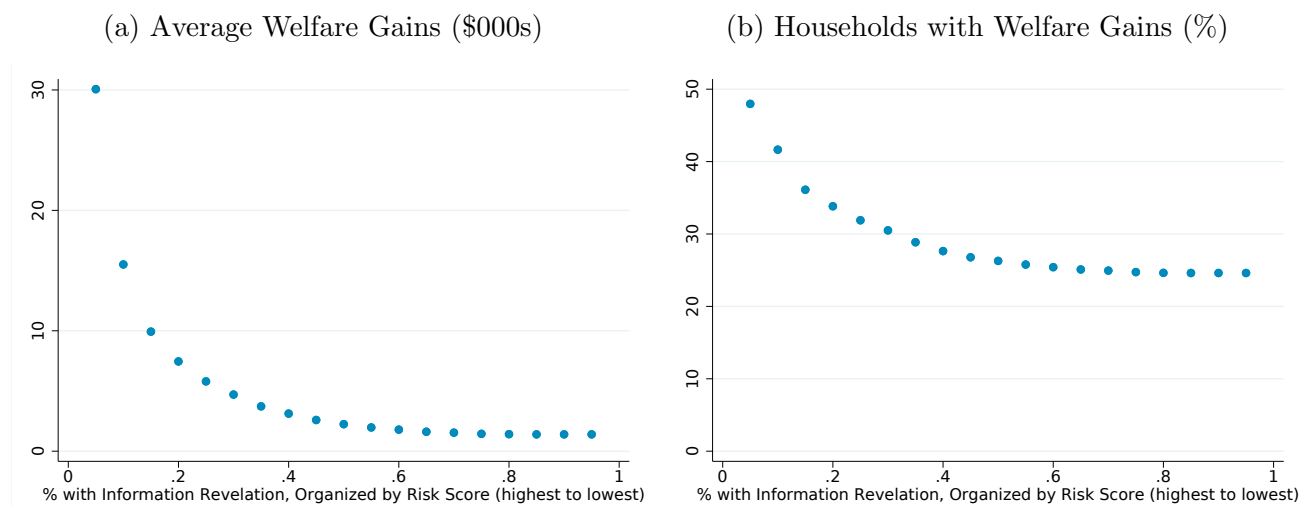 (a) Average Welfare Gains ($000s)
30
20
10
0
0 .2 .4 .6 .8 1
% with Information Revelation, Organized by Risk Score (highest to lowest)
(b) Households with Welfare Gains (%)
50
40
30
20
10
0
0 .2 .4 .6 .8 1
% with Information Revelation, Organized by Risk Score (highest to lowest)